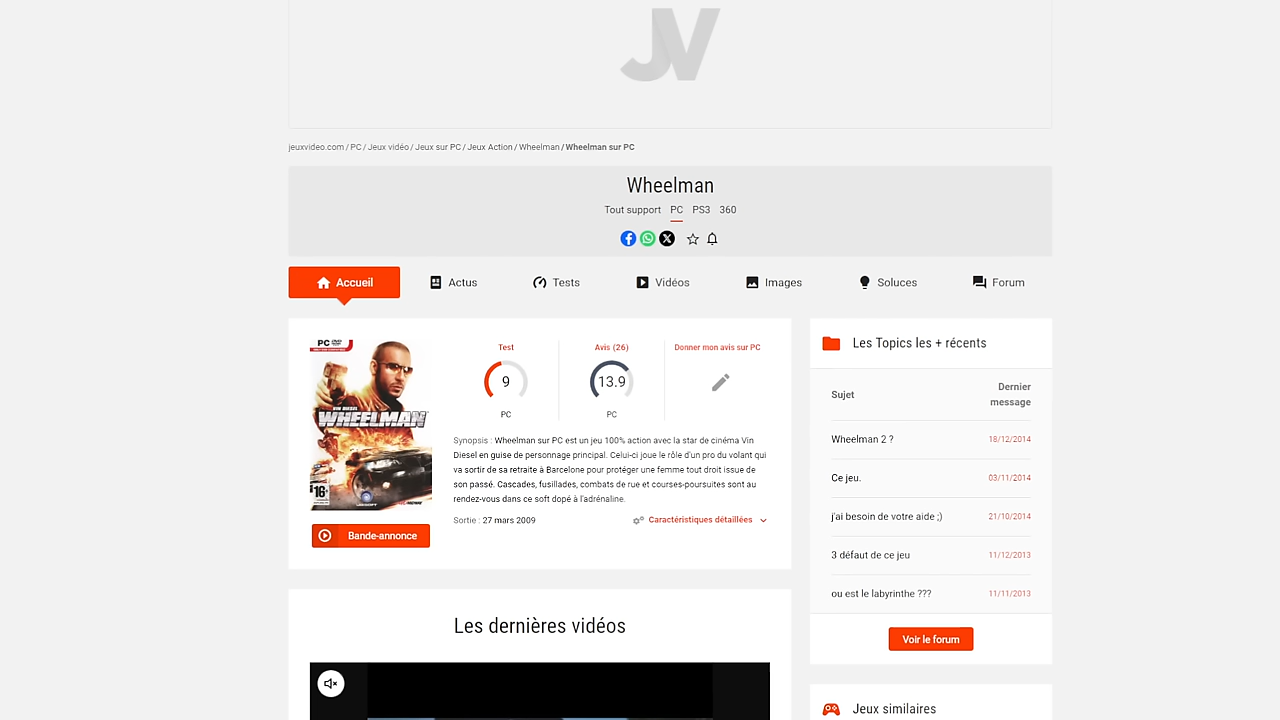 JV
jeuxvideo.com / PC / Jeux vidéo / Jeux sur PC / Jeux Action / Wheelman / Wheelman sur PC
Wheelman
Tout support PC PS3 360
Accueil Actus Tests Vidéos Images Soluces Forum
PC DVD
VIN DIESEL
WHEELMAN
16
UBISOFT
Bande-annonce
Test
9
PC
Avis (26)
13.9
PC
Donner mon avis sur PC
Synopsis : Wheelman sur PC est un jeu 100% action avec la star de cinéma Vin
Diesel en guise de personnage principal. Celui-ci joue le rôle d'un pro du volant qui
va sortir de sa retraite à Barcelone pour protéger une femme tout droit issue de
son passé. Cascades, fusillades, combats de rue et courses-poursuites sont au
rendez-vous dans ce soft dopé à l'adrénaline.
Sortie : 27 mars 2009
Caractéristiques détaillées
Les dernières vidéos
Les Topics les + récents
Sujet Dernier
message
Wheelman 2 ? 18/12/2014
Ce jeu. 03/11/2014
j'ai besoin de votre aide ;) 21/10/2014
3 défaut de ce jeu 11/12/2013
ou est le labyrinthe ??? 11/11/2013
Voir le forum
Jeux similaires